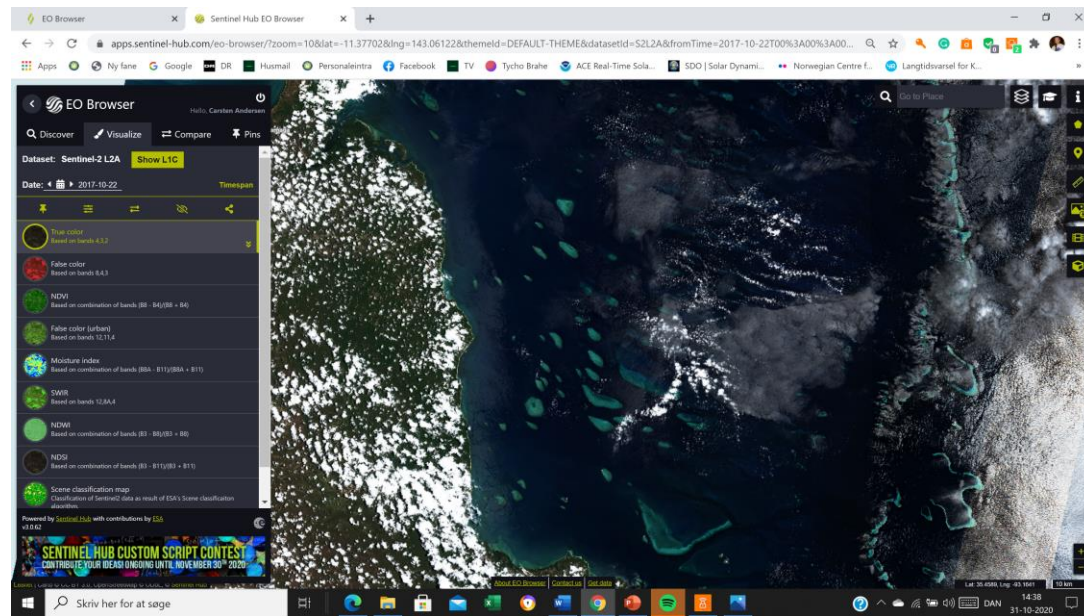 EO Browser
Sentinel Hub EO Browser
apps.sentinel-hub.com/eo-browser/?zoom=10&lat=-11.37702&lng=143.06122&themeId=DEFAULT-THEME&datasetId=S2L2A&fromTime=2017-10-22T00%3A00%3A00...
Apps Ny fane Google DR Husmail Personaleintra Facebook TV Tycho Brahe ACE Real-Time Sola... SDO | Solar Dynami... Norwegian Centre f... Langtidsvarsel for K...
EO Browser
Hello, Carsten Andersen
Go to Place
Discover Visualize Compare Pins
Dataset: Sentinel-2 L2A Show L1C
Date: 2017-10-22 Timespan
True color
Based on bands 4,3,2
False color
Based on bands 8,4,3
NDVI
Based on combination of bands (B8 - B4)/(B8 + B4)
False color (urban)
Based on bands 12,11,4
Moisture index
Based on combination of bands (B8A - B11)/(B8A + B11)
SWIR
Based on bands 12,8A,4
NDWI
Based on combination of bands (B3 - B8)/(B3 + B8)
NDSI
Based on combination of bands (B3 - B11)/(B3 + B11)
Scene classification map
Classification of Sentinel2 data as result of ESA's Scene classificaiton
algorithm.
Powered by Sentinel Hub with contributions by ESA
v3.0.62
SENTINEL HUB CUSTOM SCRIPT CONTEST
CONTRIBUTE YOUR IDEAS! ONGOING UNTIL NOVEMBER 30th 2020
About EO Browser Contact us Get data
Lat: 35.4589, Lng: -93.1641 10 km
Skriv her for at søge
DAN
14:38
31-10-2020